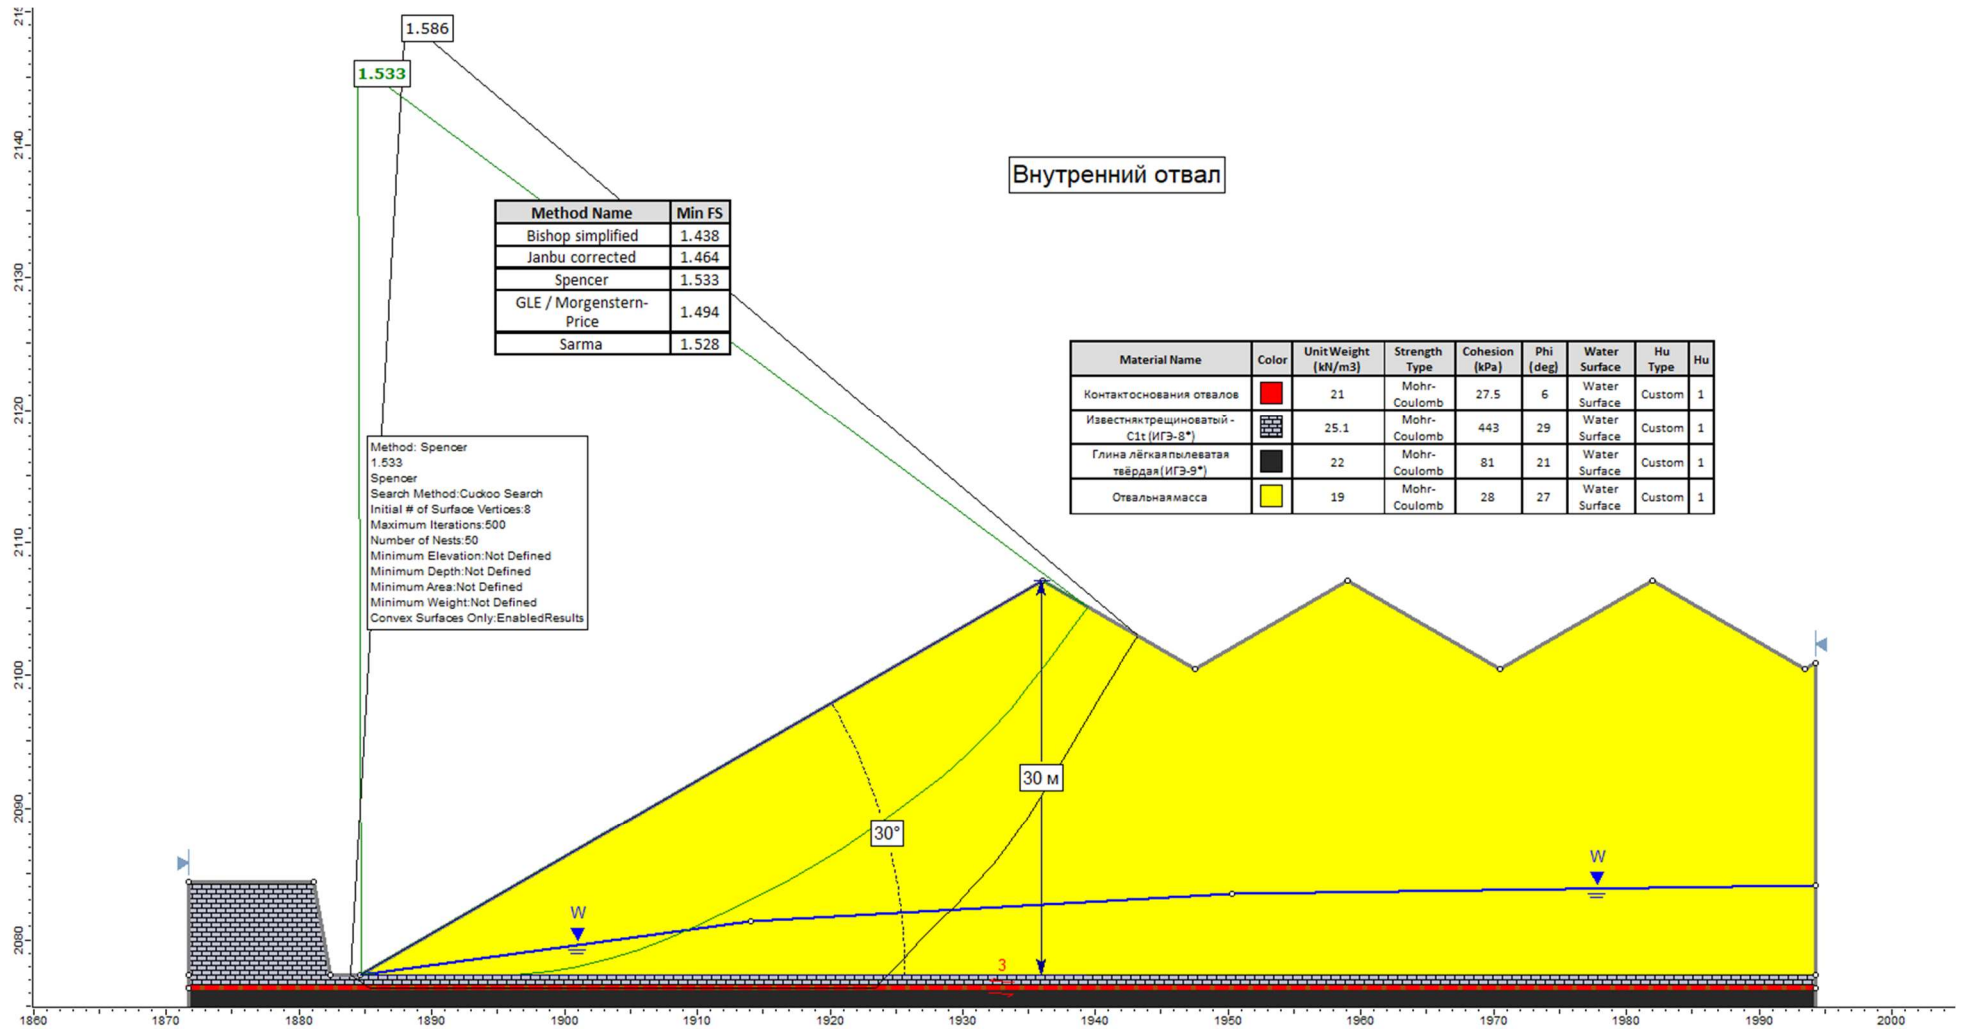 1.586
1.533
Внутренний отвал
Method Name Min FS
Bishop simplified 1.438
Janbu corrected 1.464
Spencer 1.533
GLE / Morgenstern-
Price 1.494
Sarma 1.528
Method: Spencer
1.533
Spencer
Search Method:Cuckoo Search
Initial # of Surface Vertices:8
Maximum Iterations:500
Number of Nests:50
Minimum Elevation:Not Defined
Minimum Depth:Not Defined
Minimum Area:Not Defined
Minimum Weight:Not Defined
Convex Surfaces Only:EnabledResults
Material Name Color Unit Weight (kN/m3) Strength Type Cohesion (kPa) Phi (deg) Water Surface Hu Type Hu
Контакт основания отвалов 21 Mohr-Coulomb 27.5 6 Water Surface Custom 1
Известняк трещиноватый - C1t (ИГЭ-8*) 25.1 Mohr-Coulomb 443 29 Water Surface Custom 1
Глина лёгкая пылеватая твёрдая (ИГЭ-9*) 22 Mohr-Coulomb 81 21 Water Surface Custom 1
Отвальная масса 19 Mohr-Coulomb 28 27 Water Surface Custom 1
30 м
30°
W
W
3
2140
2130
2120
2110
2100
2090
2080
1860 1870 1880 1890 1900 1910 1920 1930 1940 1950 1960 1970 1980 1990 2000